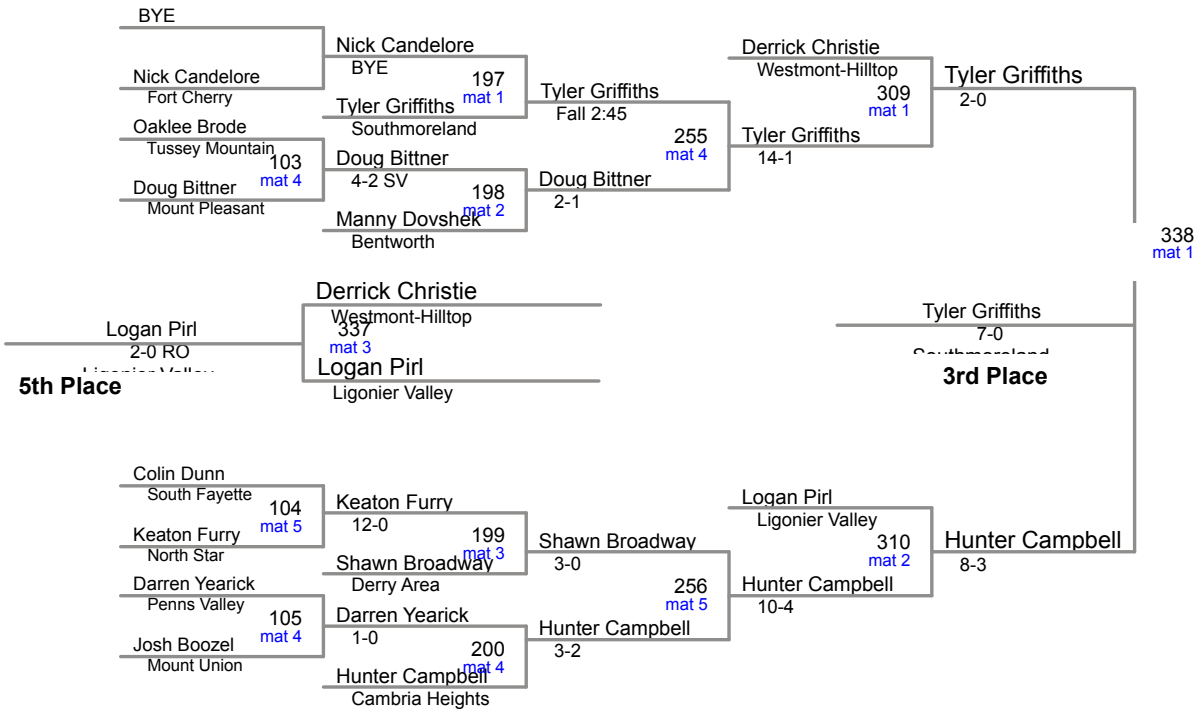 BYE
Nick Candelore
Fort Cherry
Oaklee Brode
Tussey Mountain
103
mat 4
Doug Bittner
Mount Pleasant
Nick Candelore
BYE
197
mat 1
Tyler Griffiths
Southmoreland
Doug Bittner
4-2 SV
198
mat 2
Manny Dovshek
Bentworth
Tyler Griffiths
Fall 2:45
255
mat 4
Doug Bittner
2-1
Derrick Christie
Westmont-Hilltop
309
mat 1
Tyler Griffiths
14-1
Tyler Griffiths
2-0
338
mat 1
Derrick Christie
Westmont-Hilltop
337
mat 3
Logan Pirl
Ligonier Valley
Logan Pirl
2-0 RO
Ligonier Valley
5th Place
Tyler Griffiths
7-0
Southmoreland
3rd Place
Colin Dunn
South Fayette
104
mat 5
Keaton Furry
North Star
Darren Yearick
Penns Valley
105
mat 4
Josh Boozel
Mount Union
Keaton Furry
12-0
199
mat 3
Shawn Broadway
Derry Area
Darren Yearick
1-0
200
mat 4
Hunter Campbell
Cambria Heights
Shawn Broadway
3-0
256
mat 5
Hunter Campbell
3-2
Logan Pirl
Ligonier Valley
310
mat 2
Hunter Campbell
10-4
Hunter Campbell
8-3